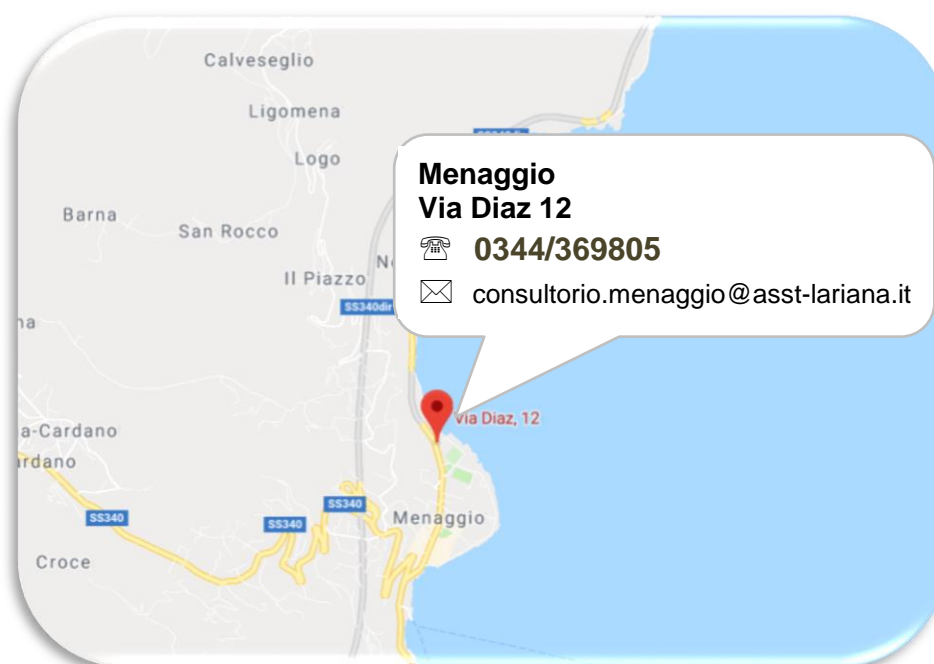 Calveseglio
Ligomena
Logo
Barna
San Rocco
Il Piazzo
N
SS340dir
Menaggio
Via Diaz 12
☏ 0344/369805
✉ consultorio.menaggio@asst-lariana.it
na
Via Diaz, 12
a-Cardano
ardano
SS340
SS340
SS340
Menaggio
Croce